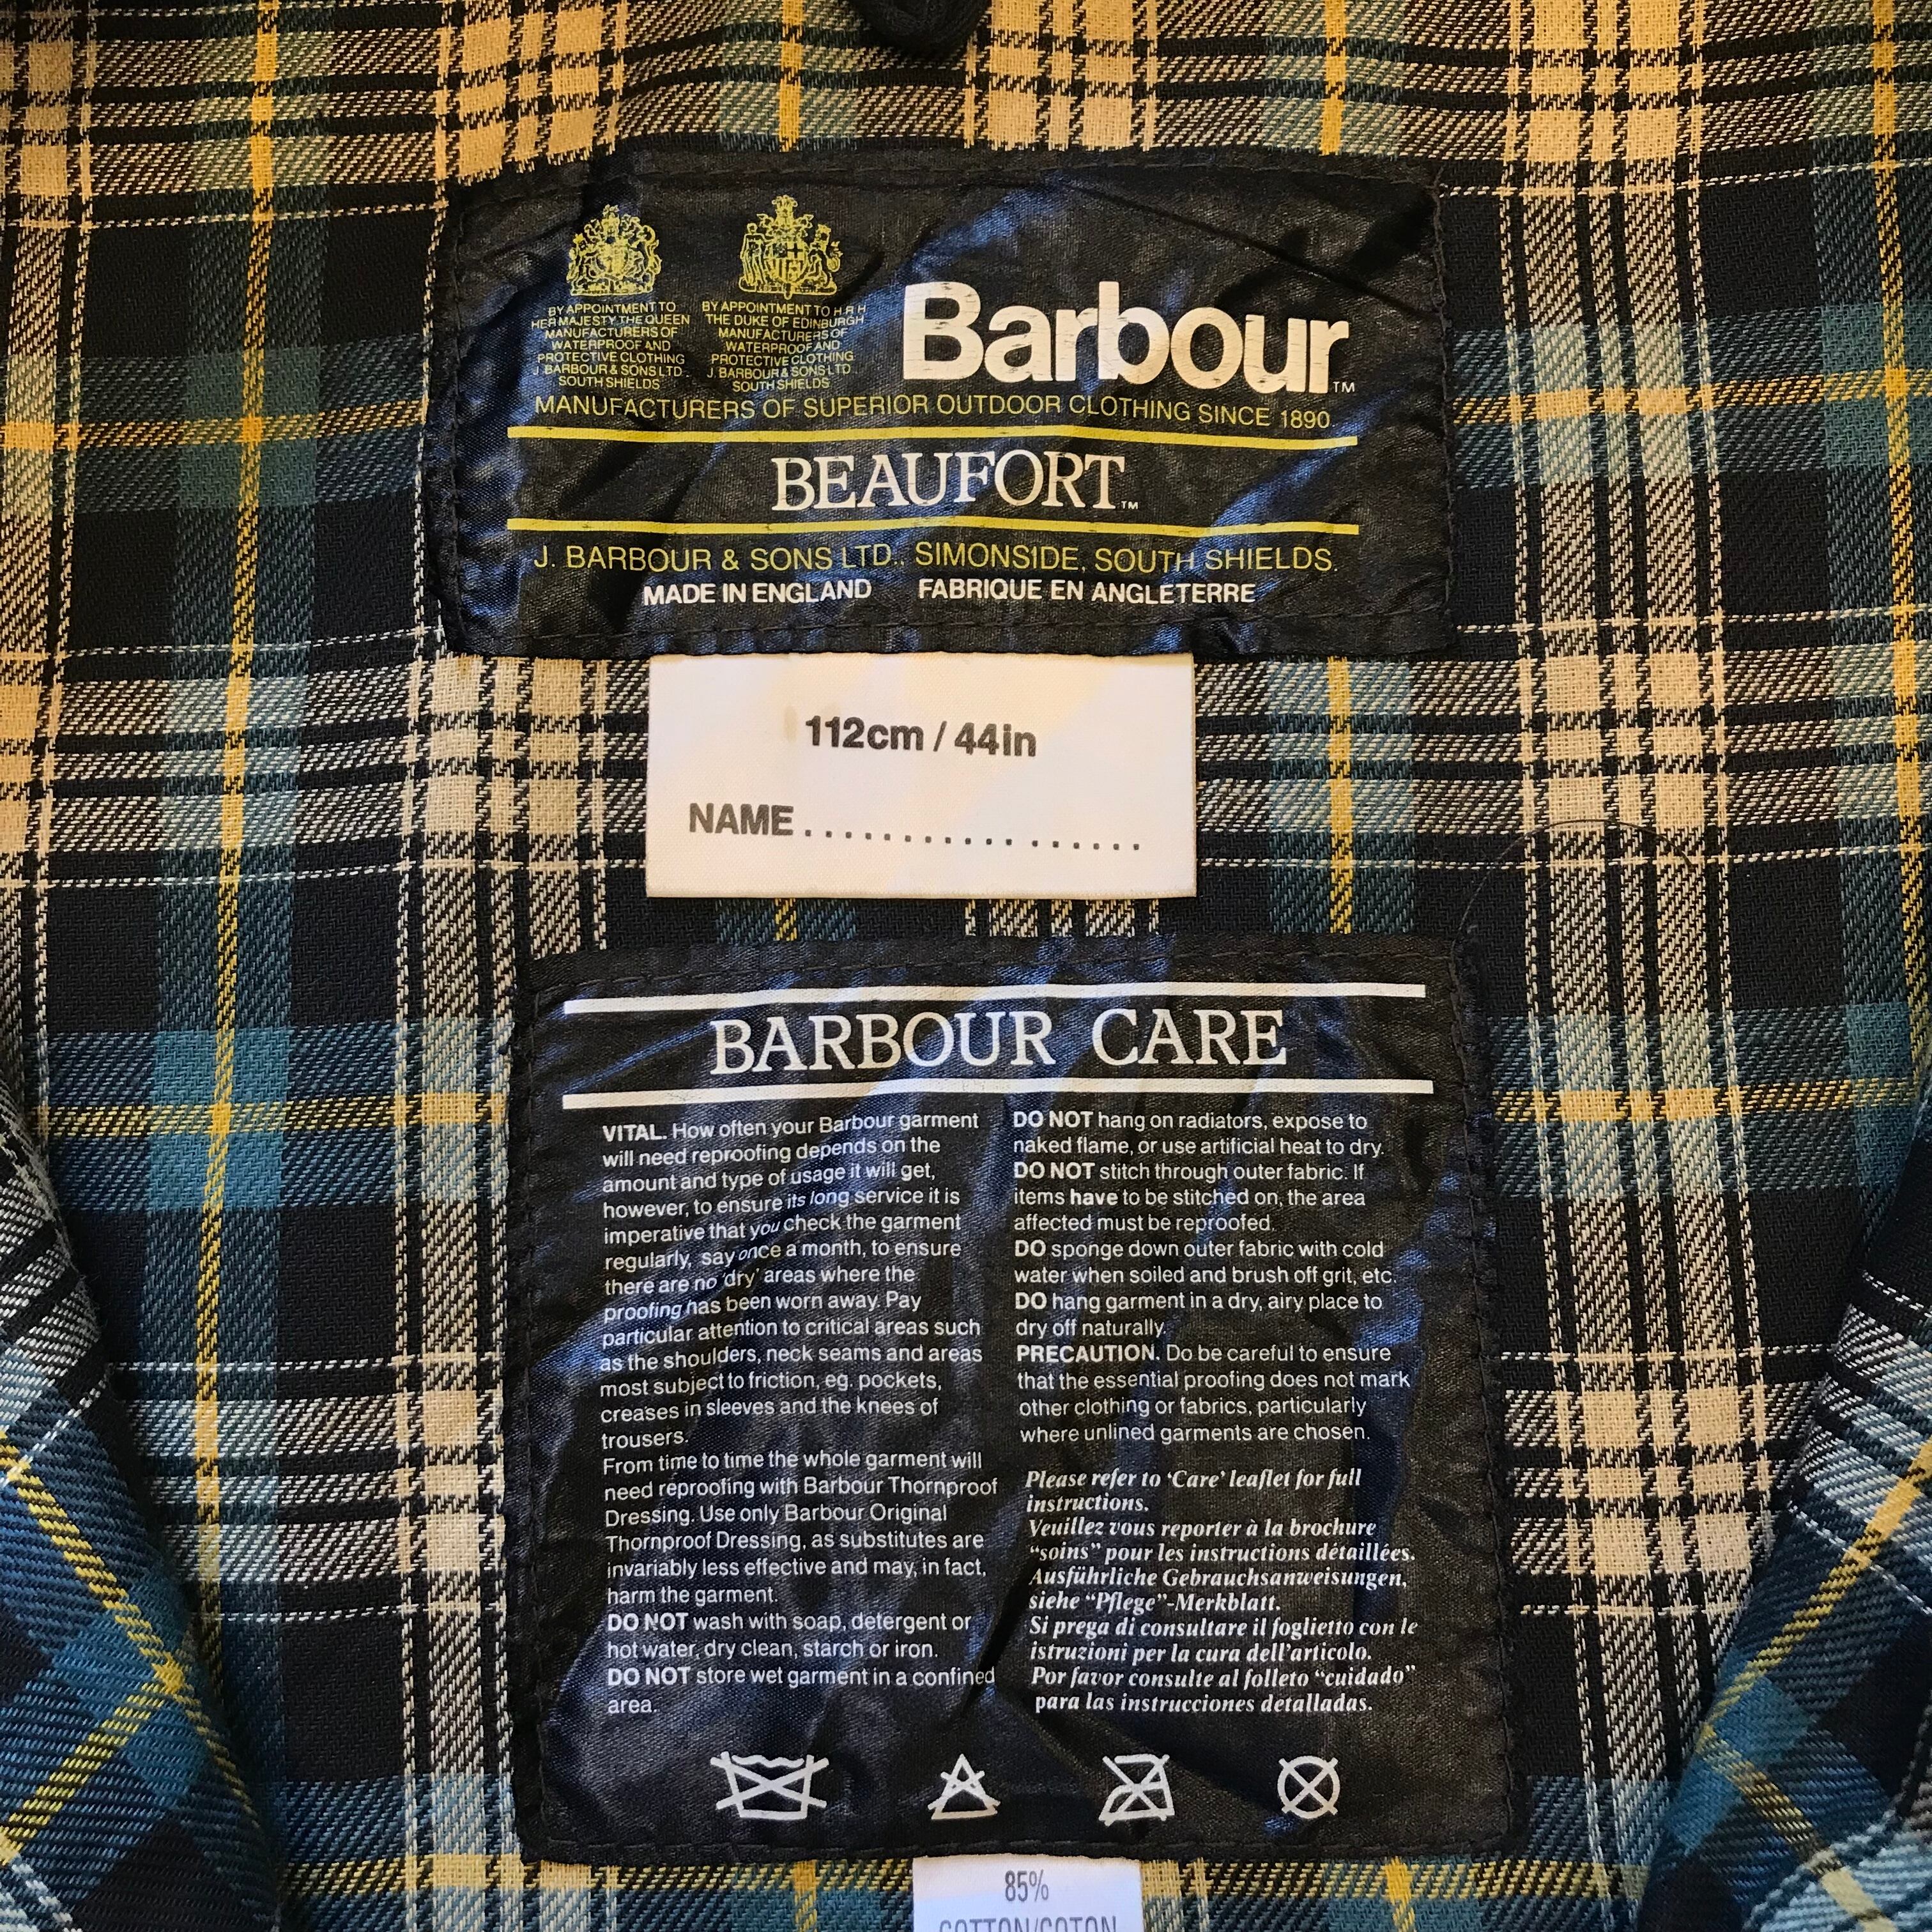 BY APPOINTMENT TO
HER MAJESTY THE QUEEN
MANUFACTURERS OF
WATERPROOF AND
PROTECTIVE CLOTHING
J. BARBOUR & SONS LTD
SOUTH SHIELDS
BY APPOINTMENT TO H R H
THE DUKE OF EDINBURGH
MANUFACTURERS OF
WATERPROOF AND
PROTECTIVE CLOTHING
J. BARBOUR & SONS LTD
SOUTH SHIELDS
Barbour™
MANUFACTURERS OF SUPERIOR OUTDOOR CLOTHING SINCE 1890.
BEAUFORT™
J. BARBOUR & SONS LTD., SIMONSIDE, SOUTH SHIELDS.
MADE IN ENGLAND FABRIQUE EN ANGLETERRE
112cm / 44in
NAME..................
BARBOUR CARE
VITAL. How often your Barbour garment
will need reproofing depends on the
amount and type of usage it will get,
however, to ensure its long service it is
imperative that you check the garment
regularly, say once a month, to ensure
there are no 'dry' areas where the
proofing has been worn away. Pay
particular attention to critical areas such
as the shoulders, neck seams and areas
most subject to friction, eg. pockets,
creases in sleeves and the knees of
trousers.
From time to time the whole garment will
need reproofing with Barbour Thornproof
Dressing. Use only Barbour Original
Thornproof Dressing, as substitutes are
invariably less effective and may, in fact,
harm the garment.
DO NOT wash with soap, detergent or
hot water, dry clean, starch or iron.
DO NOT store wet garment in a confined
area.
DO NOT hang on radiators, expose to
naked flame, or use artificial heat to dry.
DO NOT stitch through outer fabric. If
items have to be stitched on, the area
affected must be reproofed.
DO sponge down outer fabric with cold
water when soiled and brush off grit, etc.
DO hang garment in a dry, airy place to
dry off naturally.
PRECAUTION. Do be careful to ensure
that the essential proofing does not mark
other clothing or fabrics, particularly
where unlined garments are chosen.
Please refer to ‘Care’ leaflet for full
instructions.
Veuillez vous reporter à la brochure
“soins” pour les instructions détaillées.
Ausführliche Gebrauchsanweisungen,
siehe “Pflege”-Merkblatt.
Si prega di consultare il foglietto con le
istruzioni per la cura dell'articolo.
Por favor consulte al folleto “cuidado”
para las instrucciones detalladas.
85%
COTTON/COTON